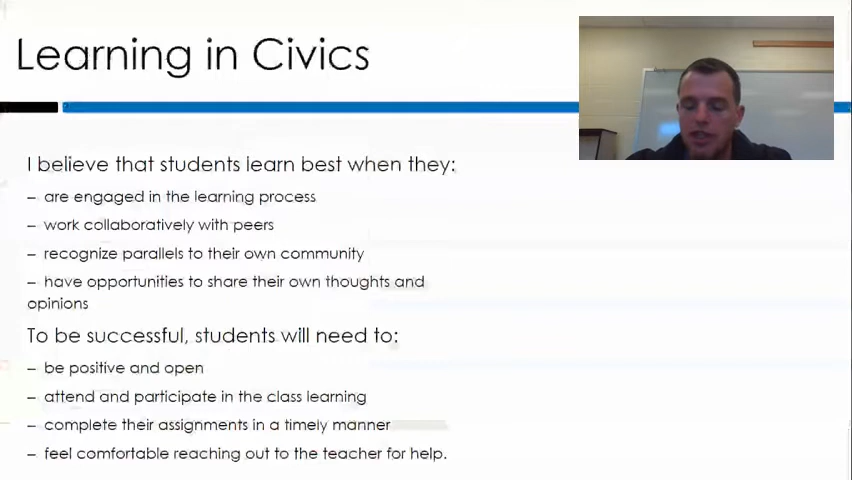 Learning in Civics
I believe that students learn best when they:
– are engaged in the learning process
– work collaboratively with peers
– recognize parallels to their own community
– have opportunities to share their own thoughts and
opinions
To be successful, students will need to:
– be positive and open
– attend and participate in the class learning
– complete their assignments in a timely manner
– feel comfortable reaching out to the teacher for help.